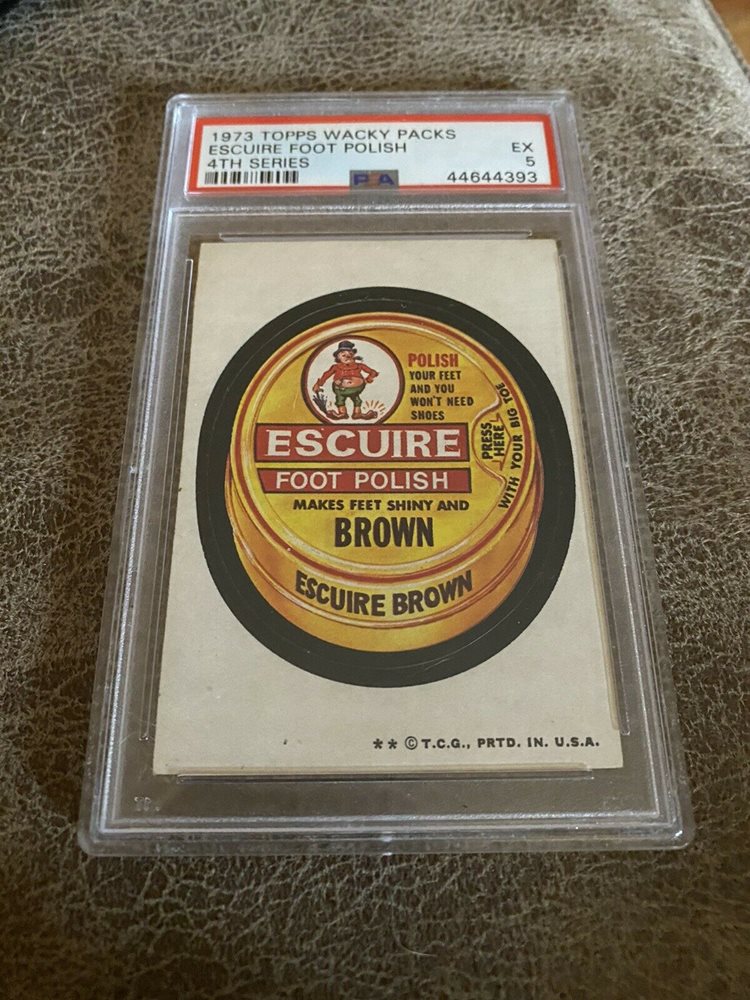 1973 TOPPS WACKY PACKS
ESCUIRE FOOT POLISH EX
4TH SERIES 5
PSA 44644393
POLISH
YOUR FEET
AND YOU
WON'T NEED
SHOES
PRESS
HERE
WITH YOUR BIG TOE
ESCUIRE
FOOT POLISH
MAKES FEET SHINY AND
BROWN
ESCUIRE BROWN
** © T.C.G., PRTD. IN. U.S.A.